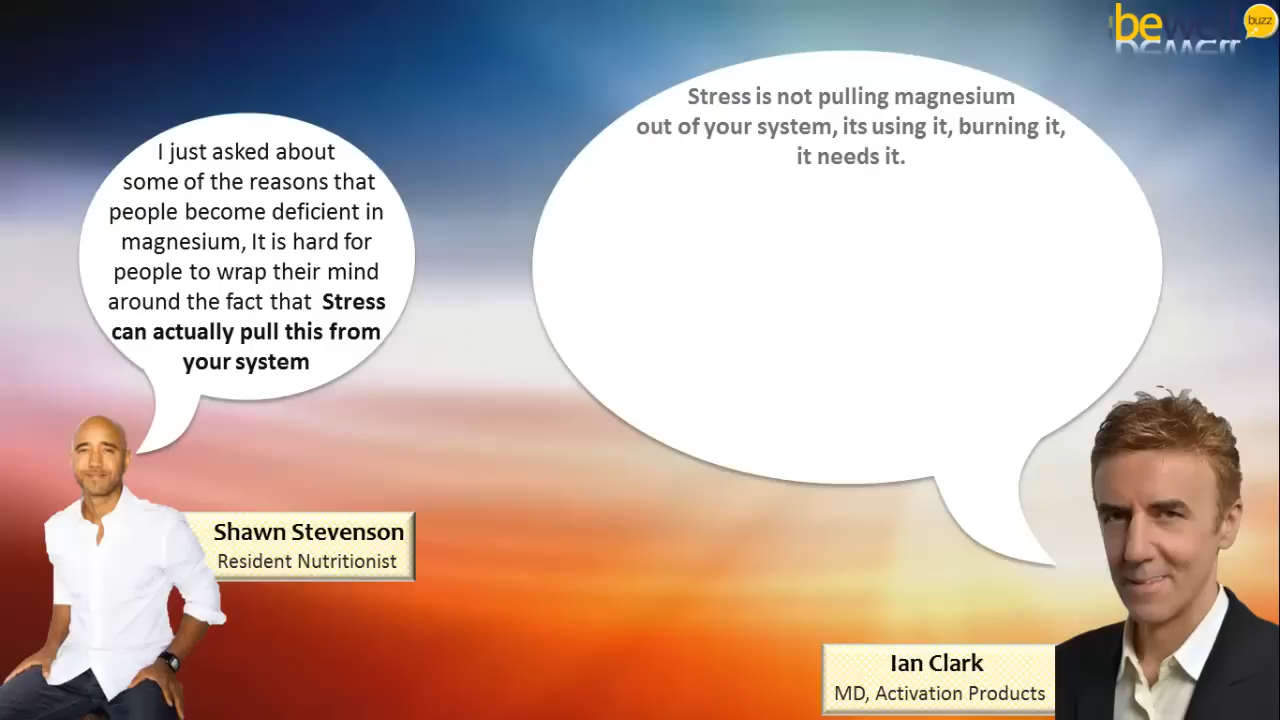 bewell
buzz
I just asked about
some of the reasons that
people become deficient in
magnesium, It is hard for
people to wrap their mind
around the fact that Stress
can actually pull this from
your system
Stress is not pulling magnesium
out of your system, its using it, burning it,
it needs it.
Shawn Stevenson
Resident Nutritionist
Ian Clark
MD, Activation Products